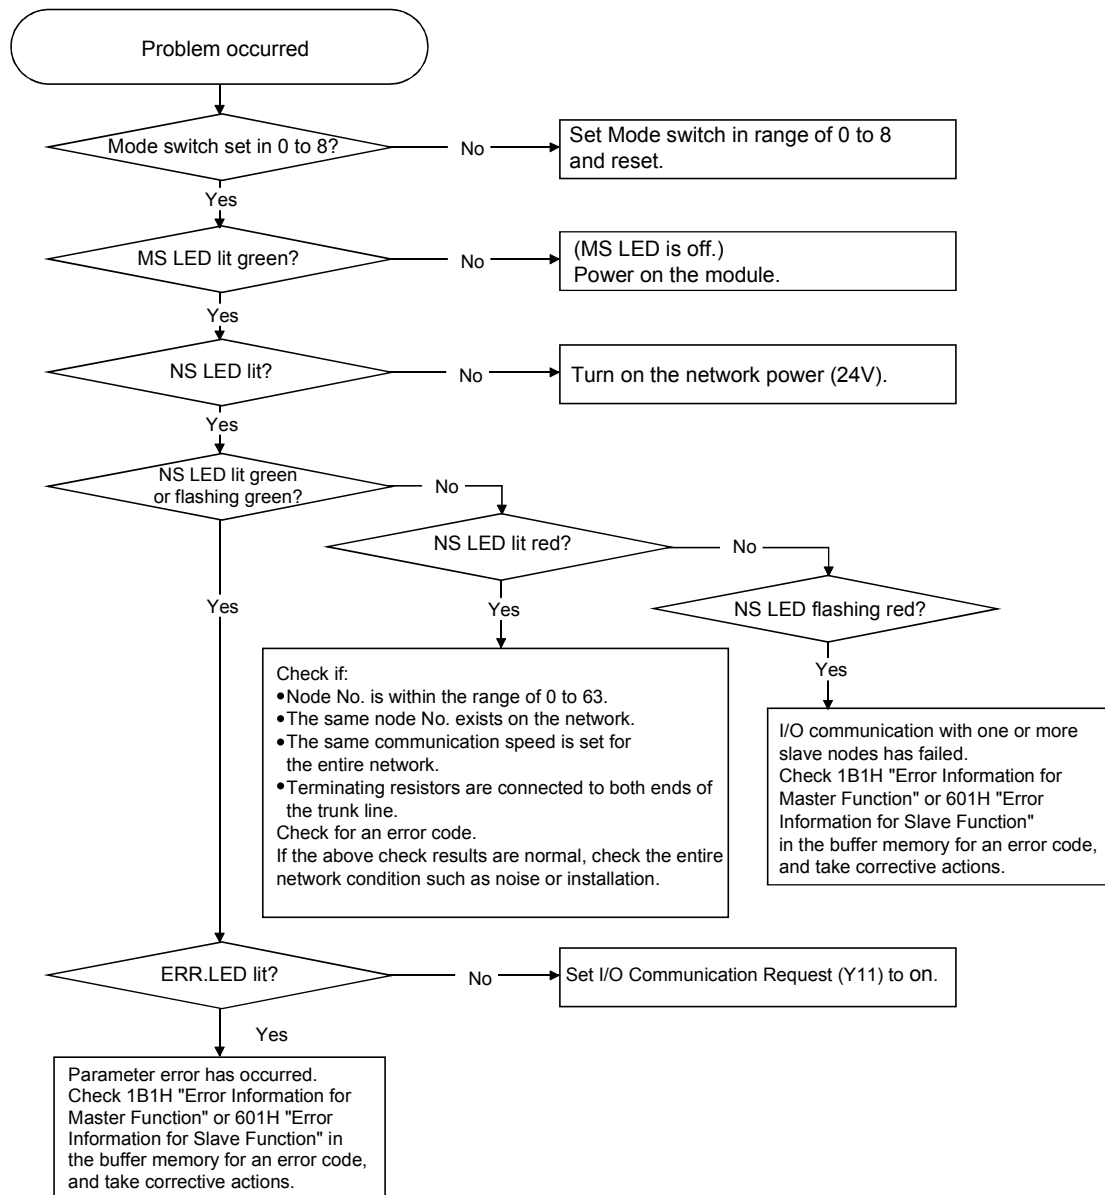 Problem occurred
Mode switch set in 0 to 8?
No
Set Mode switch in range of 0 to 8
and reset.
Yes
MS LED lit green?
No
(MS LED is off.)
Power on the module.
Yes
NS LED lit?
No
Turn on the network power (24V).
Yes
NS LED lit green
or flashing green?
No
NS LED lit red?
No
Yes
Yes
NS LED flashing red?
Yes
Check if:
•Node No. is within the range of 0 to 63.
•The same node No. exists on the network.
•The same communication speed is set for
the entire network.
•Terminating resistors are connected to both ends of
the trunk line.
Check for an error code.
If the above check results are normal, check the entire
network condition such as noise or installation.
I/O communication with one or more
slave nodes has failed.
Check 1B1H "Error Information for
Master Function" or 601H "Error
Information for Slave Function"
in the buffer memory for an error code,
and take corrective actions.
ERR.LED lit?
No
Set I/O Communication Request (Y11) to on.
Yes
Parameter error has occurred.
Check 1B1H "Error Information for
Master Function" or 601H "Error
Information for Slave Function" in
the buffer memory for an error code,
and take corrective actions.